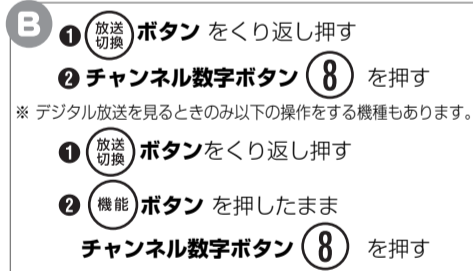 B
❶ 放送切換 ボタン をくり返し押す
❷ チャンネル数字ボタン 8 を押す
※ デジタル放送を見るときのみ以下の操作をする機種もあります。
❶ 放送切換 ボタンをくり返し押す
❷ 機能 ボタン を押したまま
チャンネル数字ボタン 8 を押す